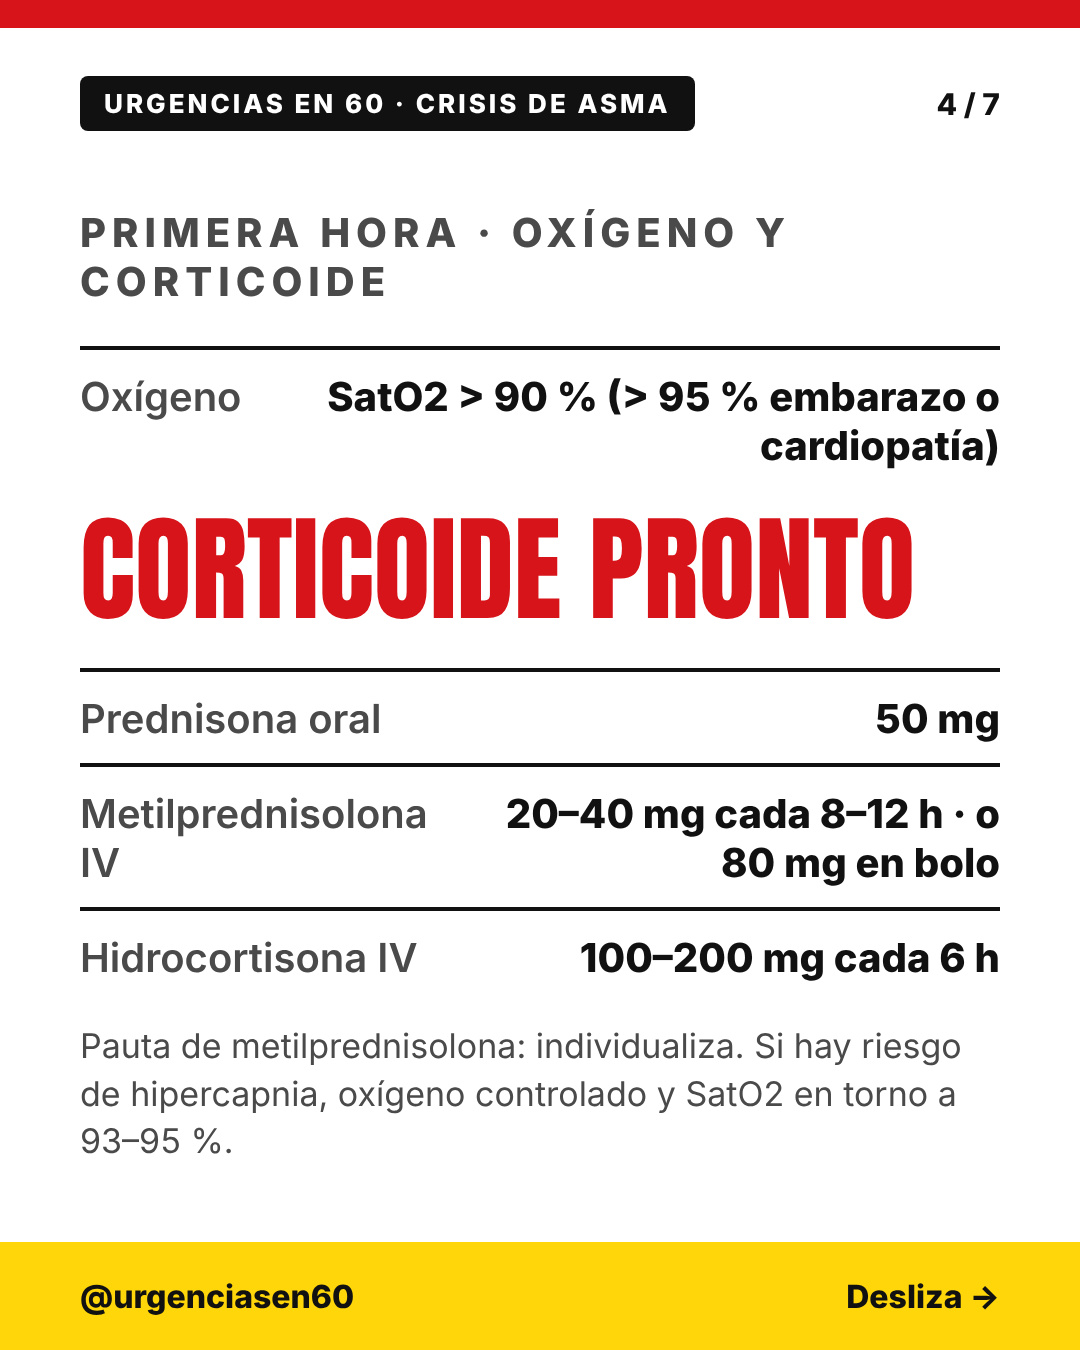 URGENCIAS EN 60 · CRISIS DE ASMA
4 / 7
PRIMERA HORA · OXÍGENO Y
CORTICOIDE
Oxígeno
SatO2 > 90 % (> 95 % embarazo o
cardiopatía)
CORTICOIDE PRONTO
Prednisona oral
50 mg
Metilprednisolona
IV
20–40 mg cada 8–12 h · o
80 mg en bolo
Hidrocortisona IV
100–200 mg cada 6 h
Pauta de metilprednisolona: individualiza. Si hay riesgo
de hipercapnia, oxígeno controlado y SatO2 en torno a
93–95 %.
@urgenciasen60
Desliza →